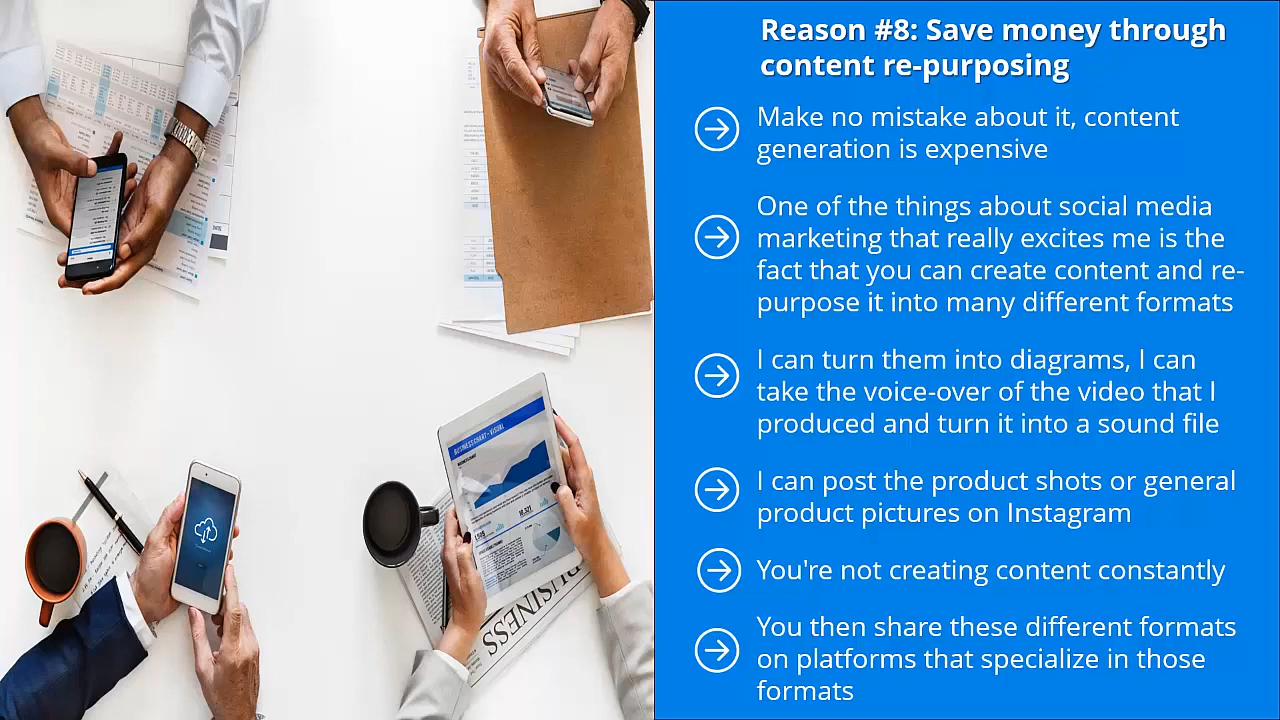 Reason #8: Save money through
content re-purposing
Make no mistake about it, content
generation is expensive
One of the things about social media
marketing that really excites me is the
fact that you can create content and re-
purpose it into many different formats
I can turn them into diagrams, I can
take the voice-over of the video that I
produced and turn it into a sound file
I can post the product shots or general
product pictures on Instagram
You're not creating content constantly
You then share these different formats
on platforms that specialize in those
formats
BUSINESS CHART - VISUAL
BUSINESS